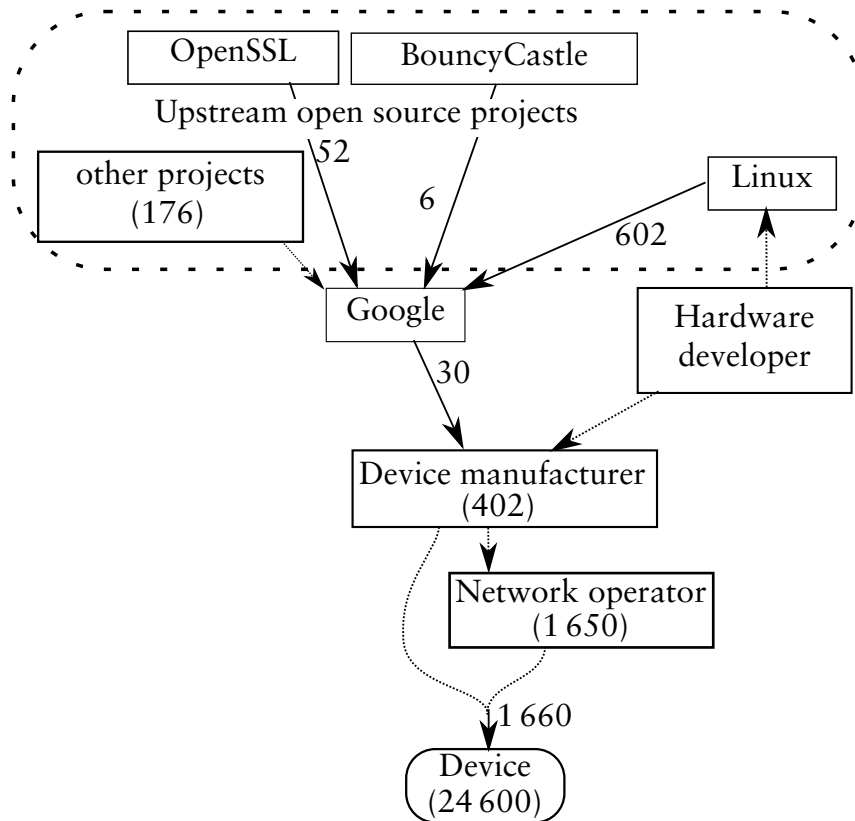 OpenSSL
BouncyCastle
Upstream open source projects
52
other projects
(176)
6
Linux
602
Google
Hardware
developer
30
Device manufacturer
(402)
Network operator
(1 650)
1 660
Device
(24 600)